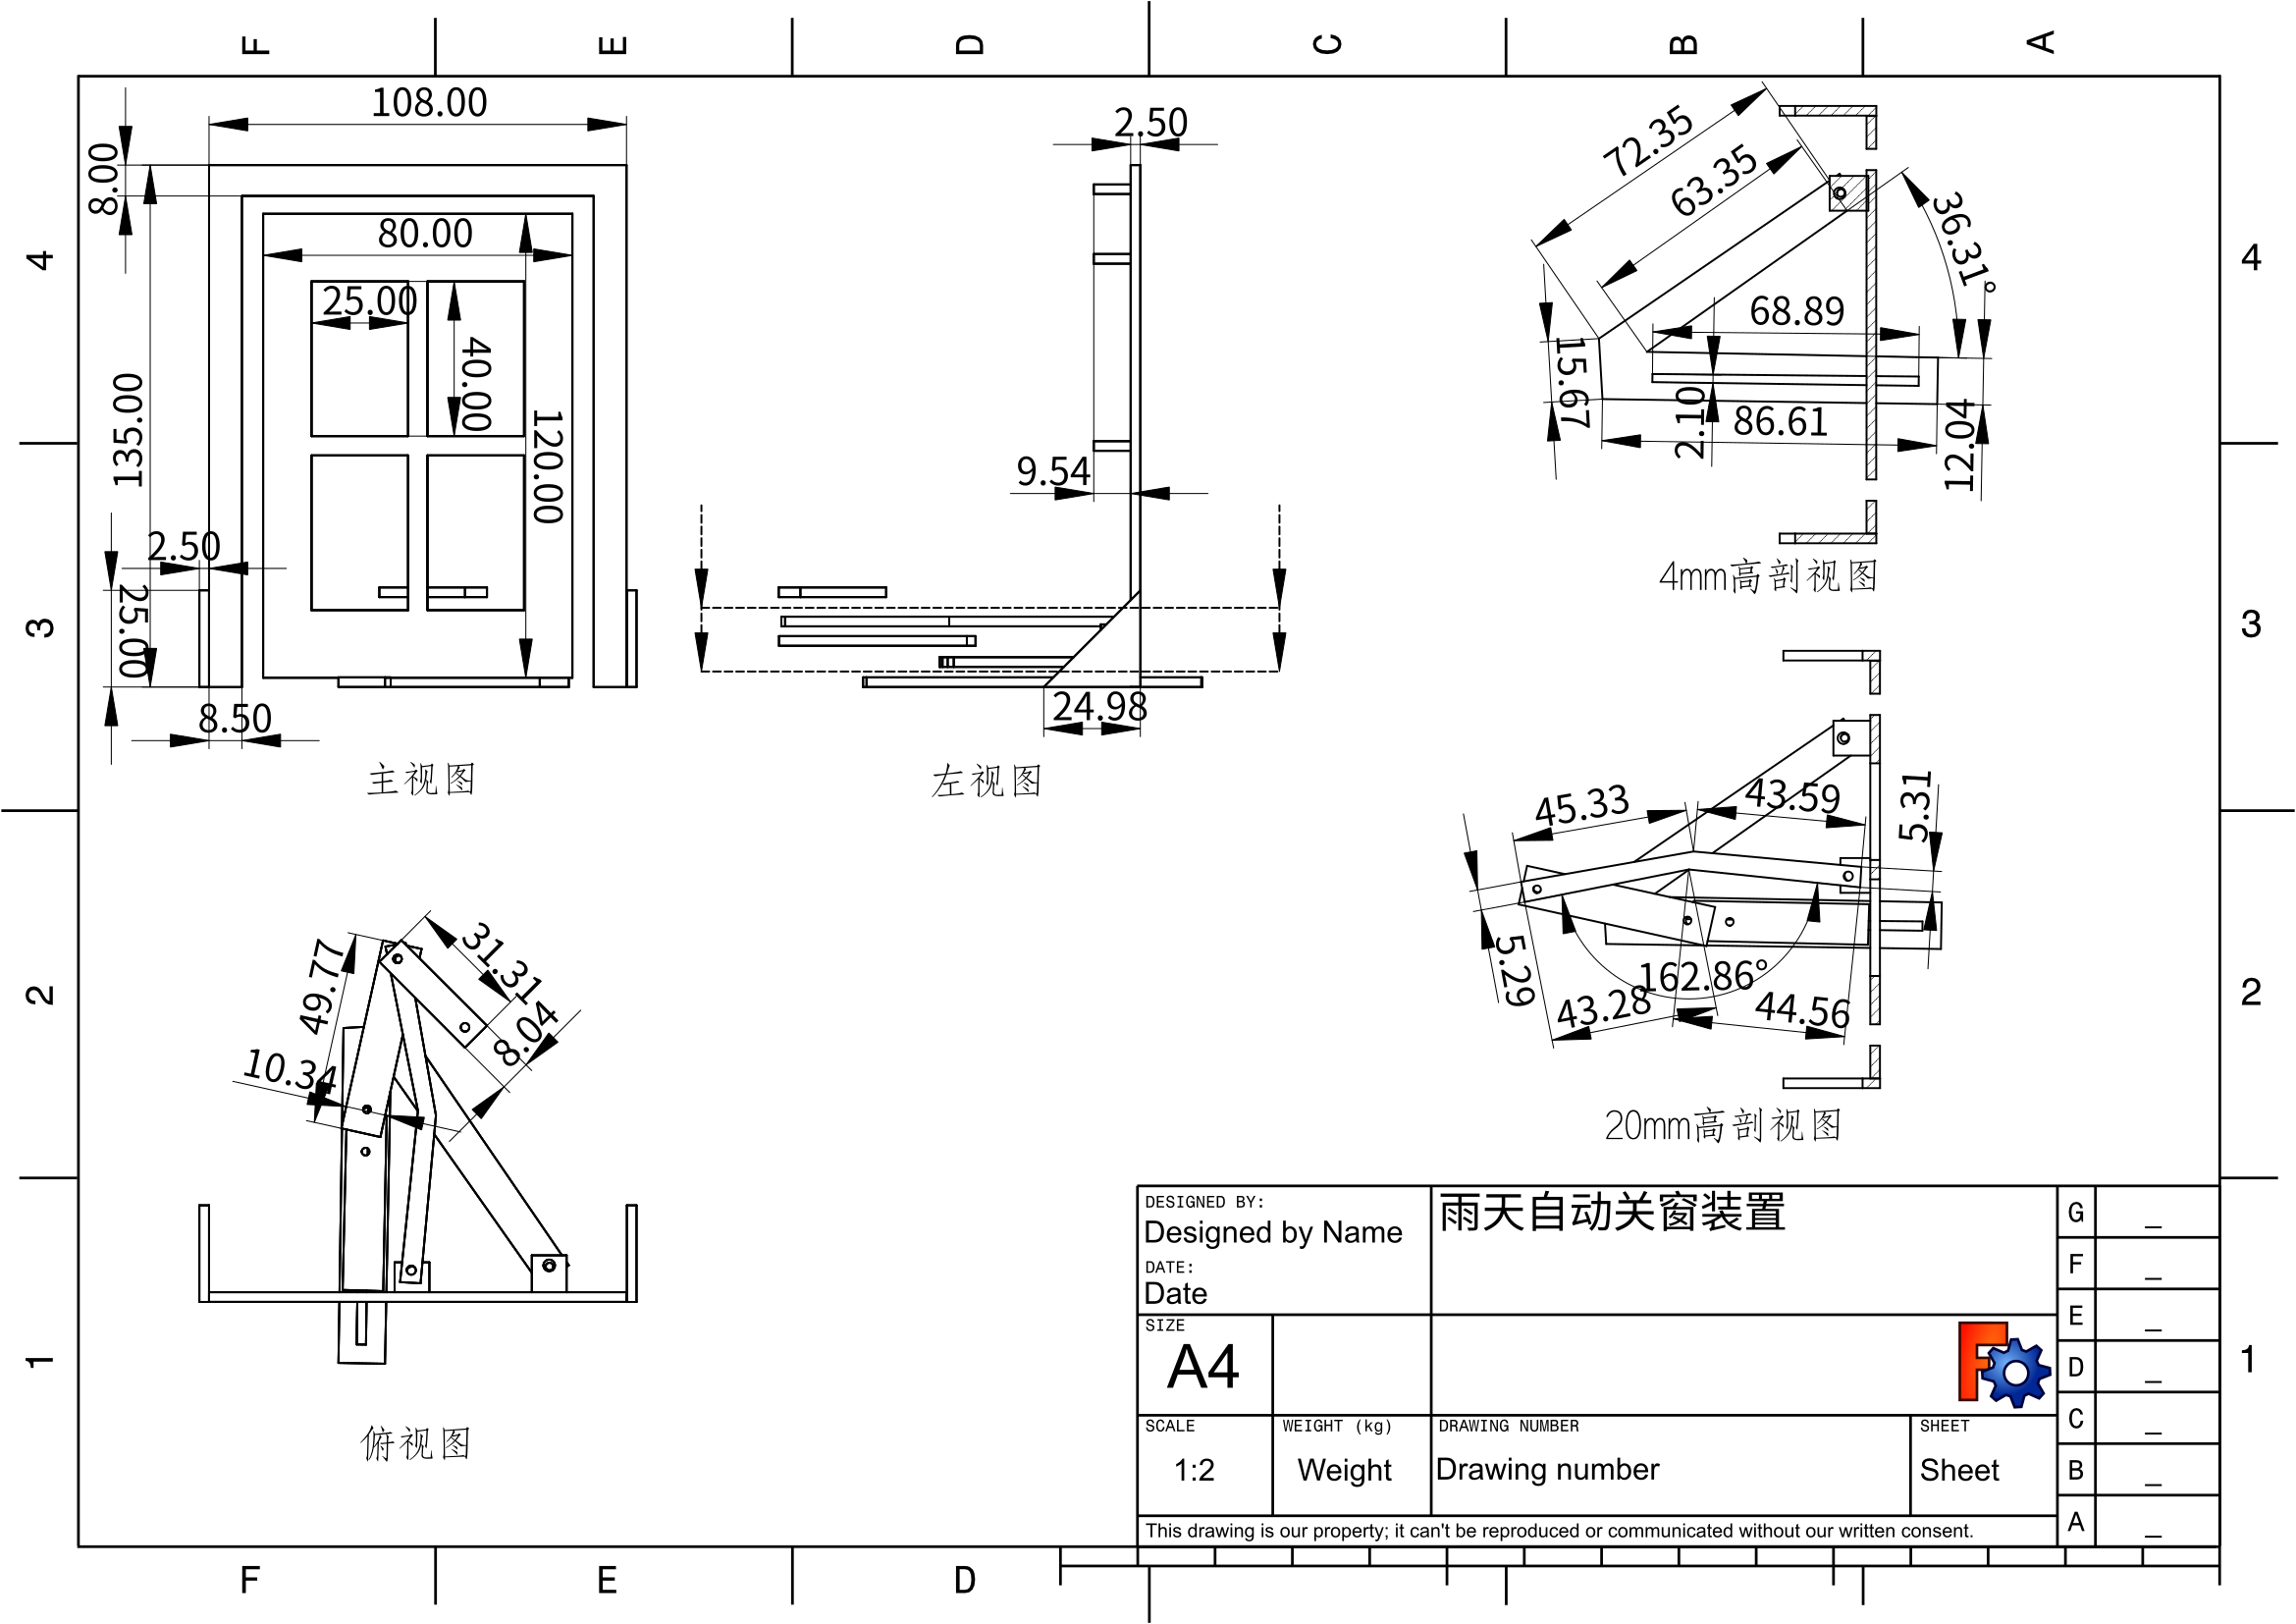 F E D C B A
108.00
8.00
135.00
80.00
25.00
40.00
120.00
2.50
25.00
8.50
主视图
2.50
9.54
24.98
左视图
72.35
63.35
36.31°
68.89
15.67
2.10
86.61
12.04
4mm高剖视图
45.33
43.59
5.31
5.29
162.86°
43.28
44.56
20mm高剖视图
31.31
49.77
8.04
10.34
俯视图
4 4
3 3
2 2
1 1
DESIGNED BY:
Designed by Name
DATE:
Date
雨天自动关窗装置
SIZE
A4
SCALE
1:2
WEIGHT (kg)
Weight
DRAWING NUMBER
Drawing number
SHEET
Sheet
This drawing is our property; it can't be reproduced or communicated without our written consent.
G _
F _
E _
D _
C _
B _
A _
F E D